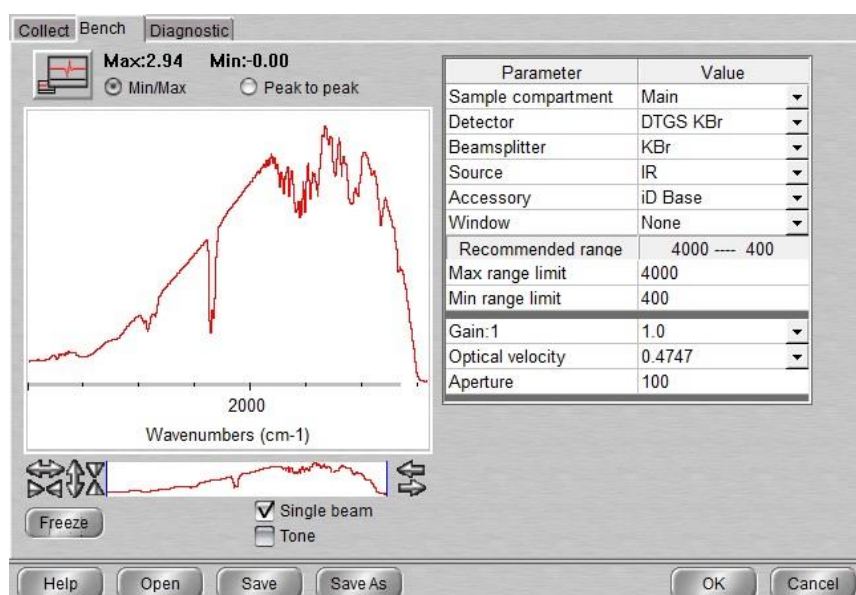 Collect Bench Diagnostic
Max:2.94 Min:-0.00
Min/Max Peak to peak
2000
Wavenumbers (cm-1)
Single beam
Tone
Freeze
Parameter Value
Sample compartment Main
Detector DTGS KBr
Beamsplitter KBr
Source IR
Accessory iD Base
Window None
Recommended range 4000 ---- 400
Max range limit 4000
Min range limit 400
Gain:1 1.0
Optical velocity 0.4747
Aperture 100
Help Open Save Save As OK Cancel